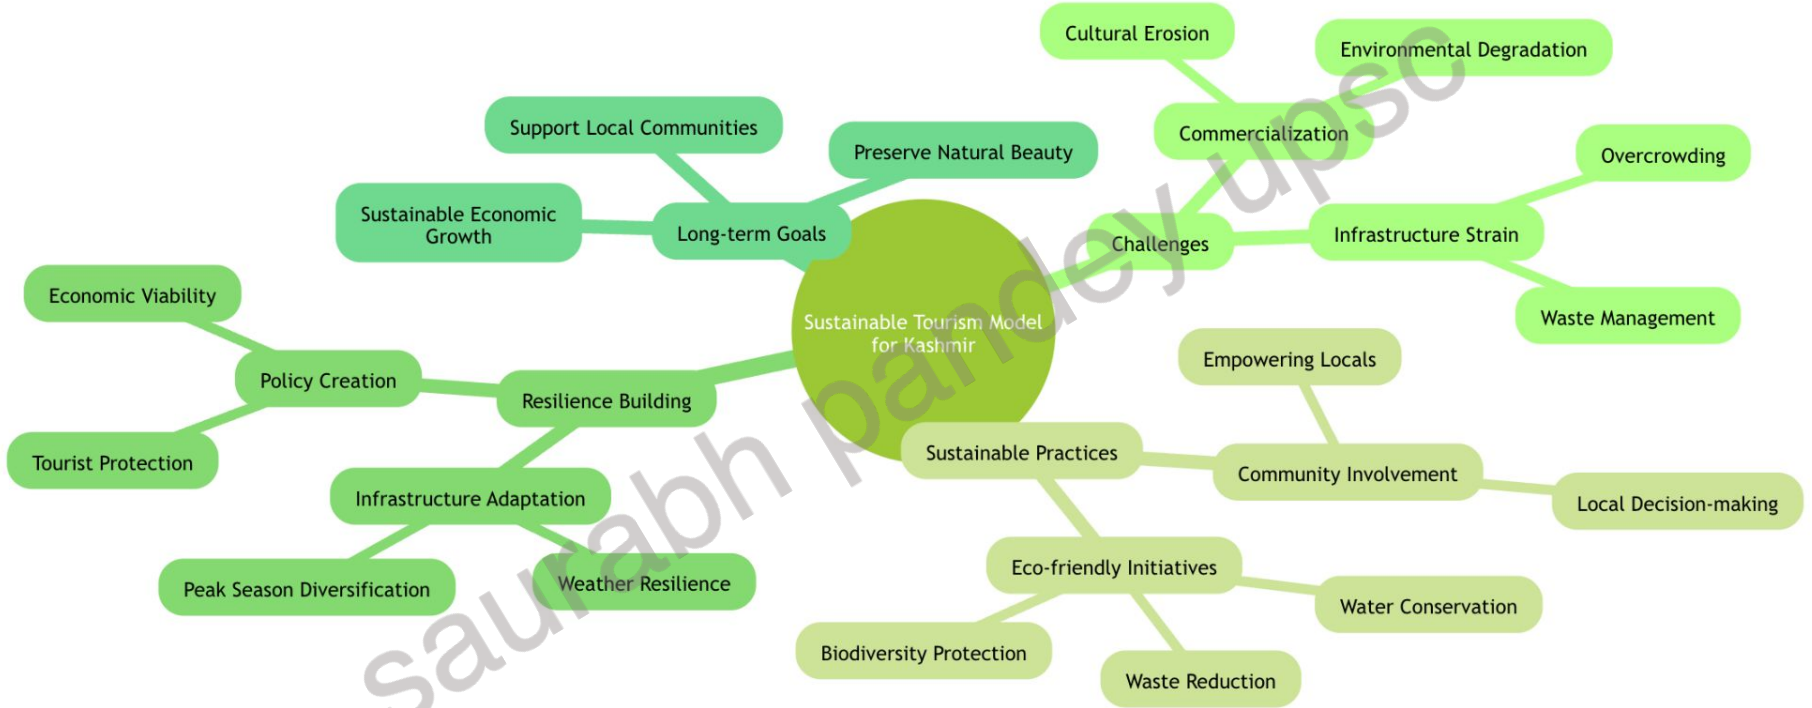 Cultural Erosion
Environmental Degradation
Support Local Communities
Preserve Natural Beauty
Commercialization
Overcrowding
Sustainable Economic
Growth
Long-term Goals
Challenges
Infrastructure Strain
Economic Viability
Sustainable Tourism Model
for Kashmir
Waste Management
Empowering Locals
Policy Creation
Resilience Building
Tourist Protection
Sustainable Practices
Community Involvement
Infrastructure Adaptation
Local Decision-making
Peak Season Diversification
Weather Resilience
Eco-friendly Initiatives
Water Conservation
Biodiversity Protection
Waste Reduction
saurabh pandey upsc